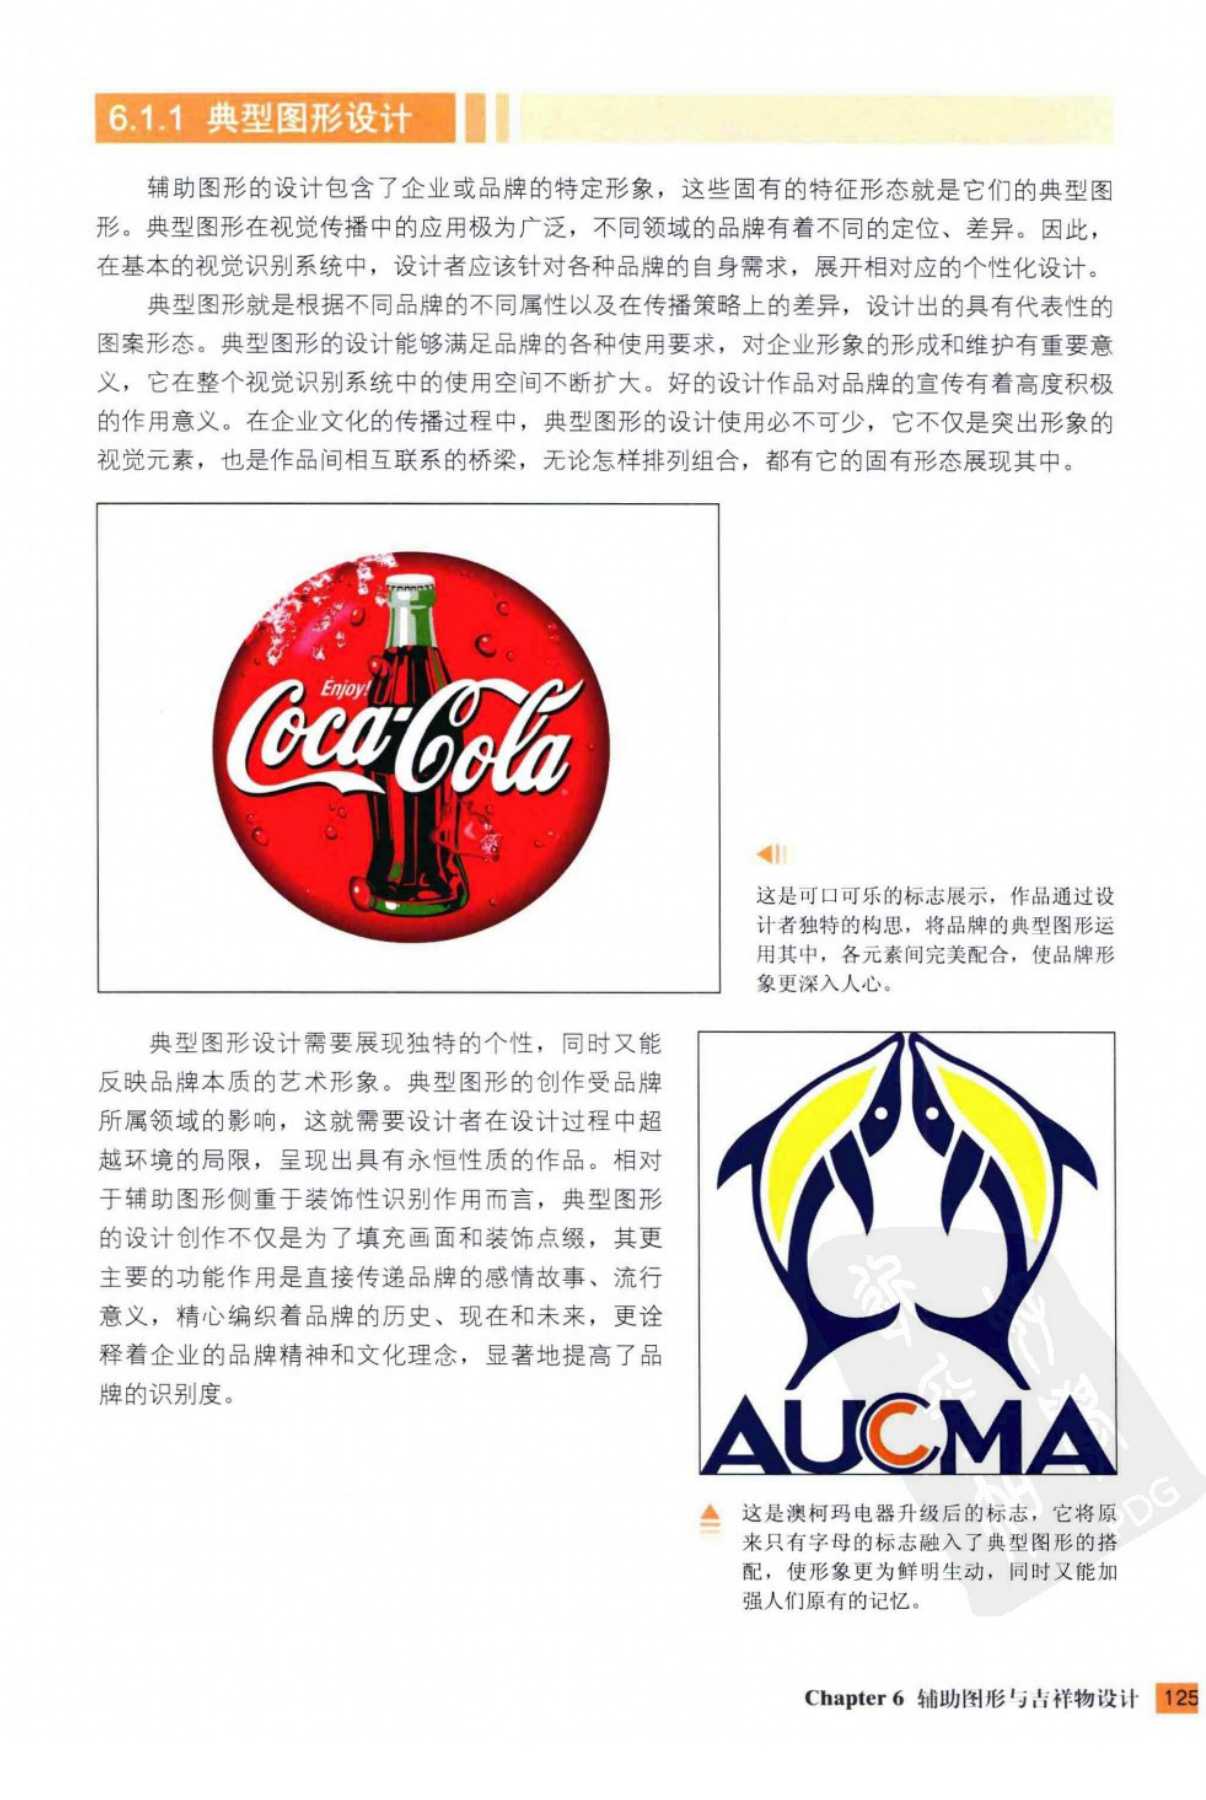 6.1.1 典型图形设计
辅助图形的设计包含了企业或品牌的特定形象，这些固有的特征形态就是它们的典型图
形。典型图形在视觉传播中的应用极为广泛，不同领域的品牌有着不同的定位、差异。因此，
在基本的视觉识别系统中，设计者应该针对各种品牌的自身需求，展开相对应的个性化设计。
典型图形就是根据不同品牌的不同属性以及在传播策略上的差异，设计出的具有代表性的
图案形态。典型图形的设计能够满足品牌的各种使用要求，对企业形象的形成和维护有重要意
义，它在整个视觉识别系统中的使用空间不断扩大。好的设计作品对品牌的宣传有着高度积极
的作用意义。在企业文化的传播过程中，典型图形的设计使用必不可少，它不仅是突出形象的
视觉元素，也是作品间相互联系的桥梁，无论怎样排列组合，都有它的固有形态展现其中。
Enjoy!
Coca-Cola
这是可口可乐的标志展示，作品通过设
计者独特的构思，将品牌的典型图形运
用其中，各元素间完美配合，使品牌形
象更深入人心。
典型图形设计需要展现独特的个性，同时又能
反映品牌本质的艺术形象。典型图形的创作受品牌
所属领域的影响，这就需要设计者在设计过程中超
越环境的局限，呈现出具有永恒性质的作品。相对
于辅助图形侧重于装饰性识别作用而言，典型图形
的设计创作不仅是为了填充画面和装饰点缀，其更
主要的功能作用是直接传递品牌的感情故事、流行
意义，精心编织着品牌的历史、现在和未来，更诠
释着企业的品牌精神和文化理念，显著地提高了品
牌的识别度。
AUCMA
这是澳柯玛电器升级后的标志，它将原
来只有字母的标志融入了典型图形的搭
配，使形象更为鲜明生动，同时又能加
强人们原有的记忆。
PDG
Chapter 6 辅助图形与吉祥物设计 125